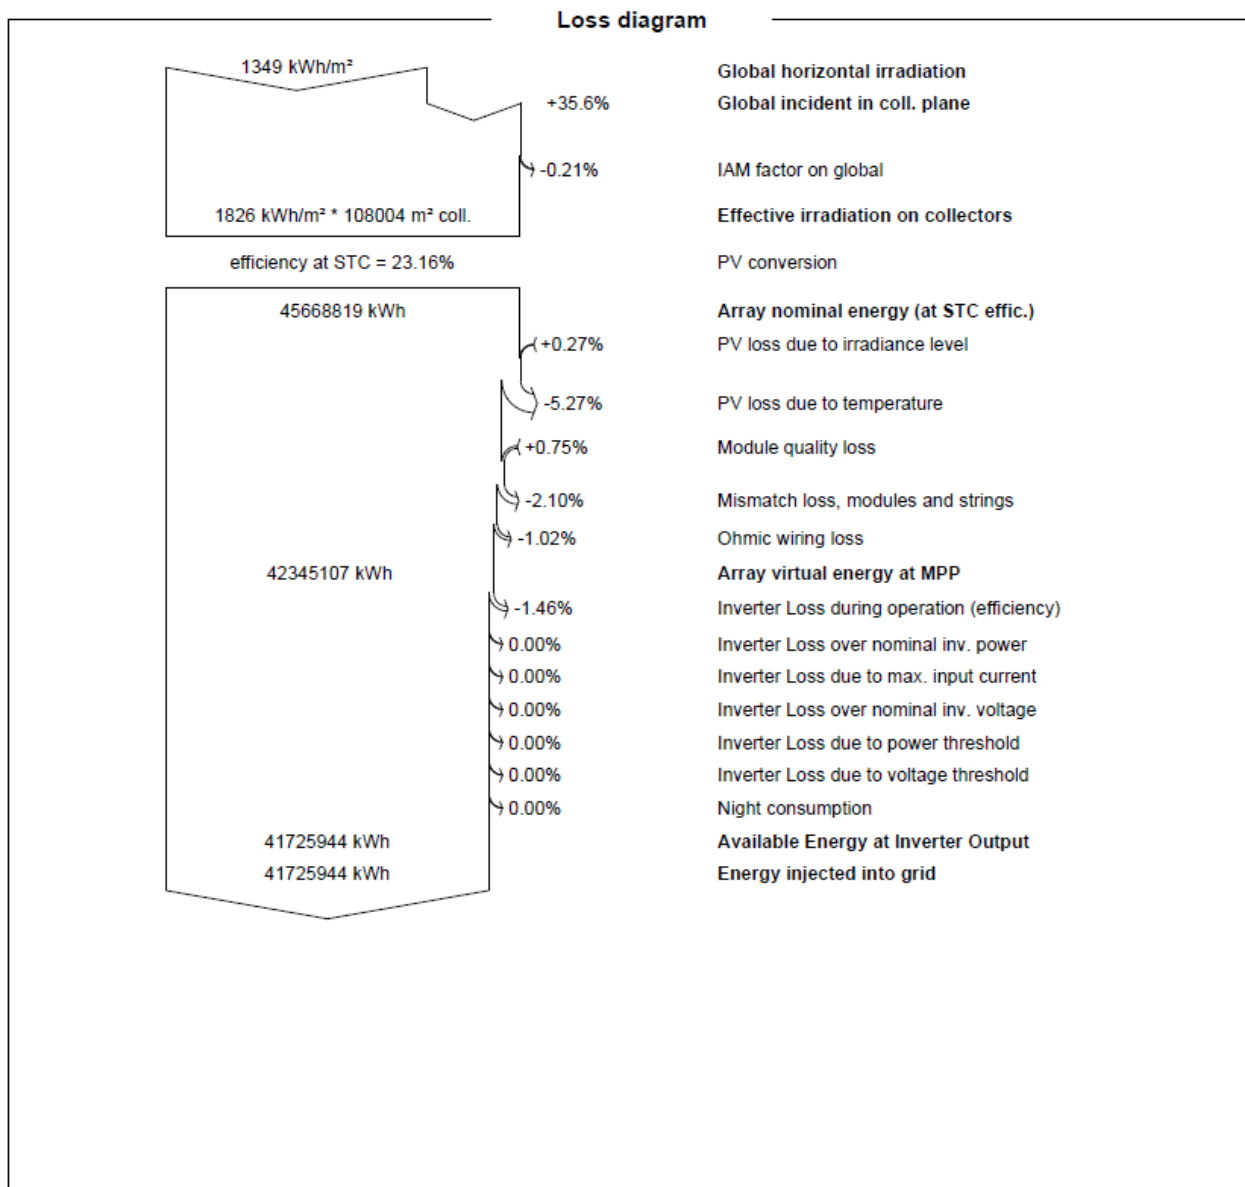 Loss diagram
1349 kWh/m² Global horizontal irradiation
+35.6% Global incident in coll. plane
-0.21% IAM factor on global
1826 kWh/m² * 108004 m² coll. Effective irradiation on collectors
efficiency at STC = 23.16% PV conversion
45668819 kWh Array nominal energy (at STC effic.)
+0.27% PV loss due to irradiance level
-5.27% PV loss due to temperature
+0.75% Module quality loss
-2.10% Mismatch loss, modules and strings
-1.02% Ohmic wiring loss
42345107 kWh Array virtual energy at MPP
-1.46% Inverter Loss during operation (efficiency)
0.00% Inverter Loss over nominal inv. power
0.00% Inverter Loss due to max. input current
0.00% Inverter Loss over nominal inv. voltage
0.00% Inverter Loss due to power threshold
0.00% Inverter Loss due to voltage threshold
0.00% Night consumption
41725944 kWh Available Energy at Inverter Output
41725944 kWh Energy injected into grid